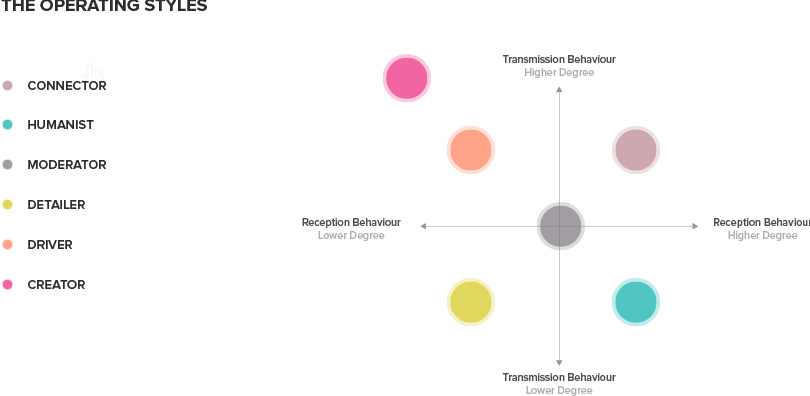 THE OPERATING STYLES
CONNECTOR
HUMANIST
MODERATOR
DETAILER
DRIVER
CREATOR
Transmission Behaviour
Higher Degree
Reception Behaviour
Lower Degree
Reception Behaviour
Higher Degree
Transmission Behaviour
Lower Degree